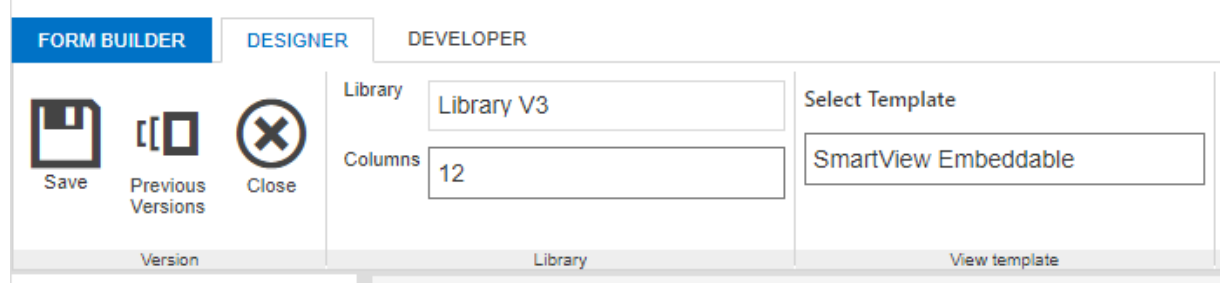 FORM BUILDER DESIGNER DEVELOPER
Library Library V3
Select Template
Columns 12
SmartView Embeddable
Save Previous Versions Close
Version Library View template